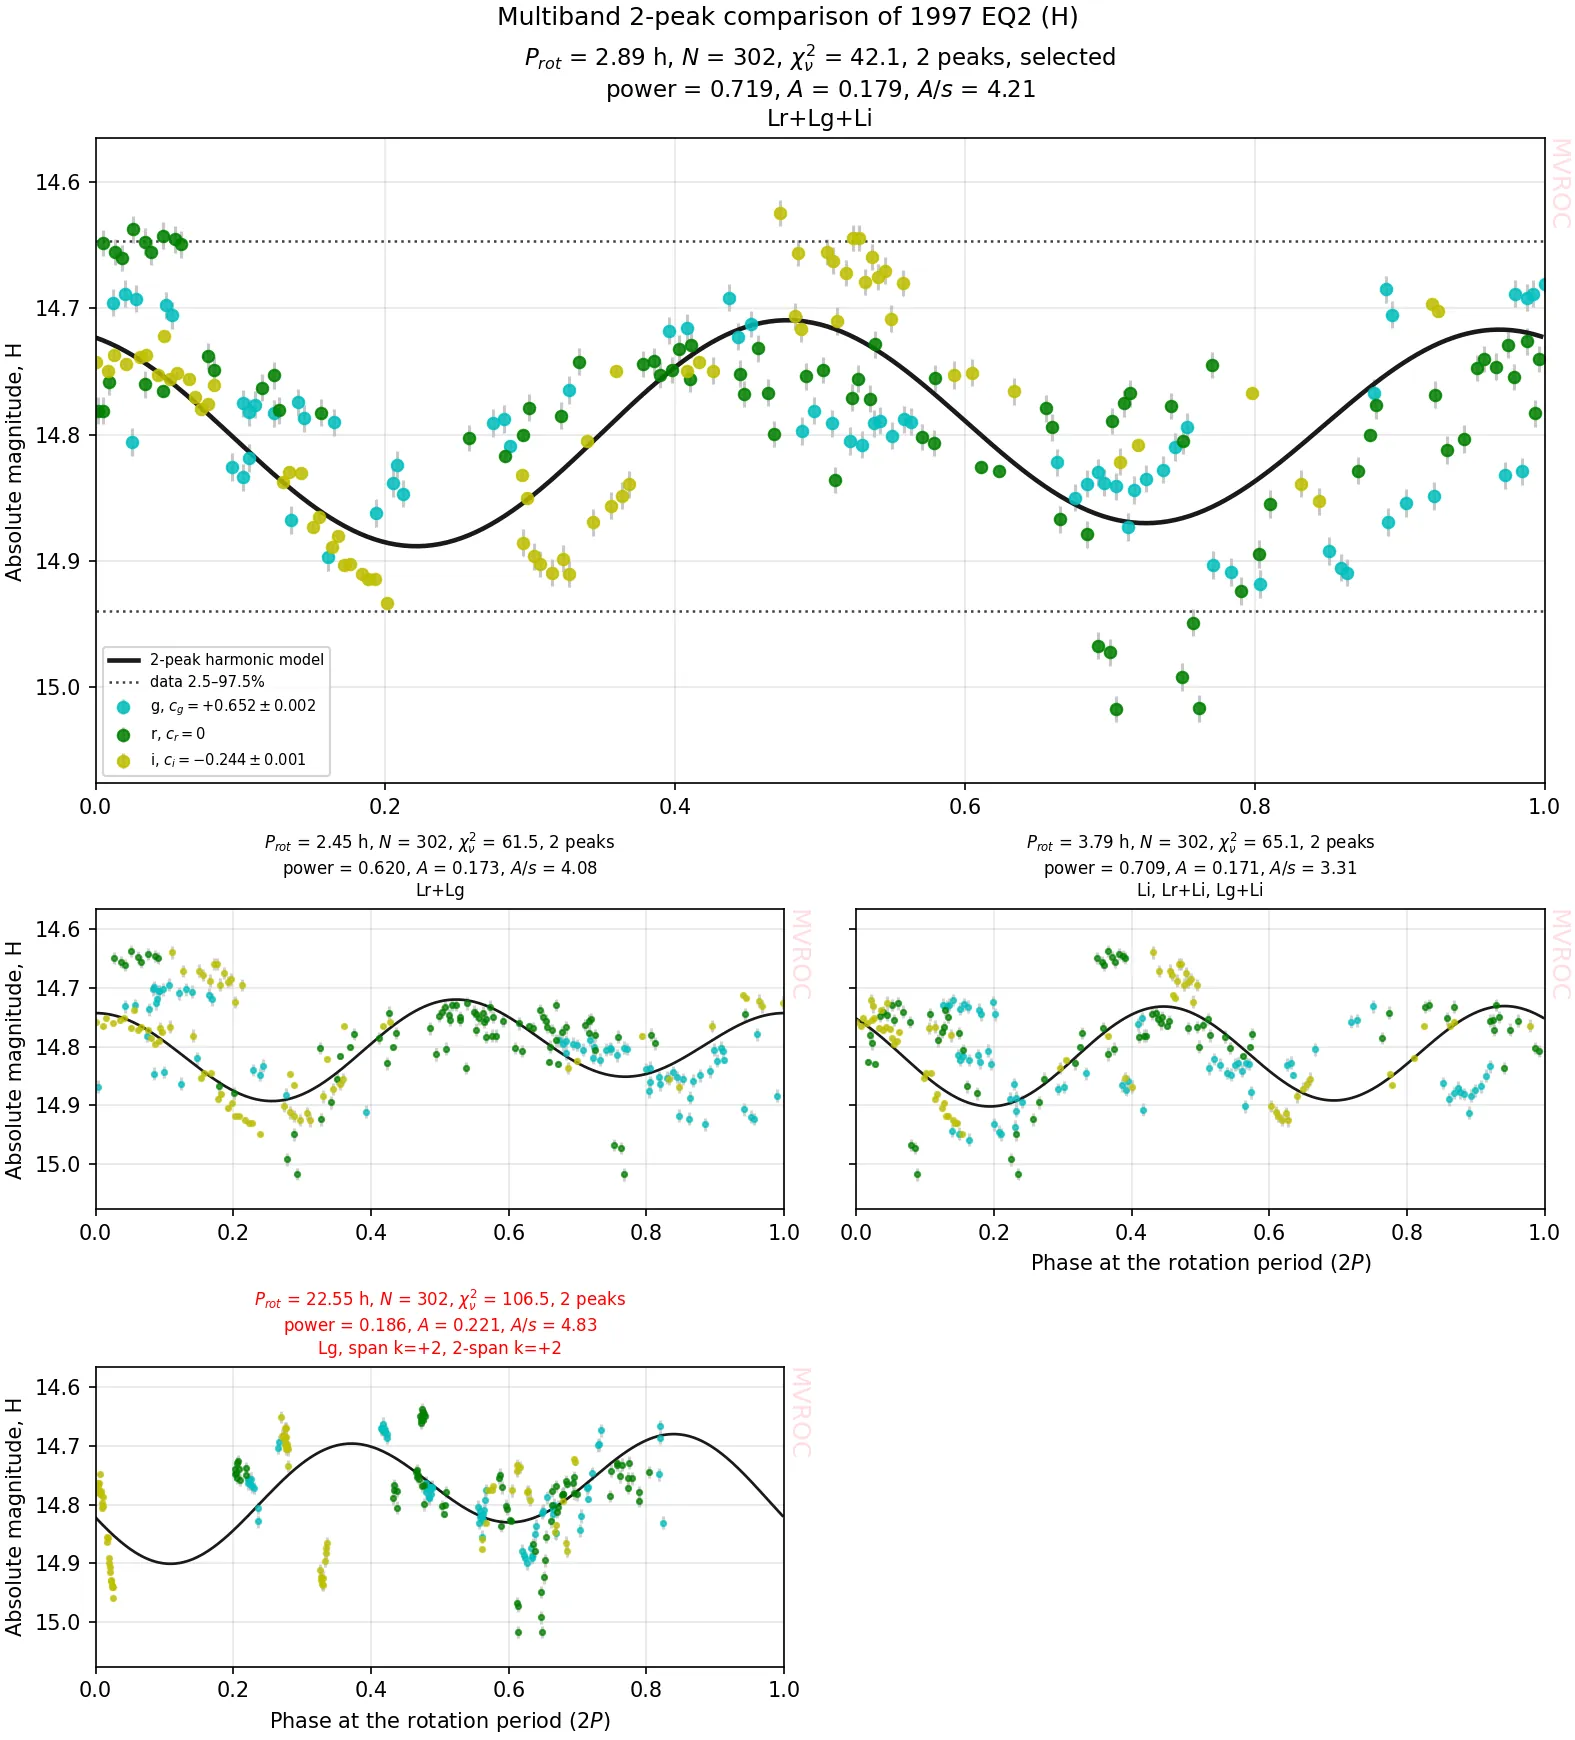 Multiband 2-peak comparison of 1997 EQ2 (H)
P_rot = 2.89 h, N = 302, χ²_ν = 42.1, 2 peaks, selected
power = 0.719, A = 0.179, A/s = 4.21
Lr+Lg+Li
MVROC
Absolute magnitude, H
14.6
14.7
14.8
14.9
15.0
2-peak harmonic model
data 2.5–97.5%
g, c_g = +0.652 ± 0.002
r, c_r = 0
i, c_i = −0.244 ± 0.001
0.0 0.2 0.4 0.6 0.8 1.0
P_rot = 2.45 h, N = 302, χ²_ν = 61.5, 2 peaks
power = 0.620, A = 0.173, A/s = 4.08
Lr+Lg
MVROC
Absolute magnitude, H
14.6
14.7
14.8
14.9
15.0
0.0 0.2 0.4 0.6 0.8 1.0
P_rot = 3.79 h, N = 302, χ²_ν = 65.1, 2 peaks
power = 0.709, A = 0.171, A/s = 3.31
Li, Lr+Li, Lg+Li
MVROC
0.0 0.2 0.4 0.6 0.8 1.0
Phase at the rotation period (2P)
P_rot = 22.55 h, N = 302, χ²_ν = 106.5, 2 peaks
power = 0.186, A = 0.221, A/s = 4.83
Lg, span k=+2, 2-span k=+2
MVROC
Absolute magnitude, H
14.6
14.7
14.8
14.9
15.0
0.0 0.2 0.4 0.6 0.8 1.0
Phase at the rotation period (2P)